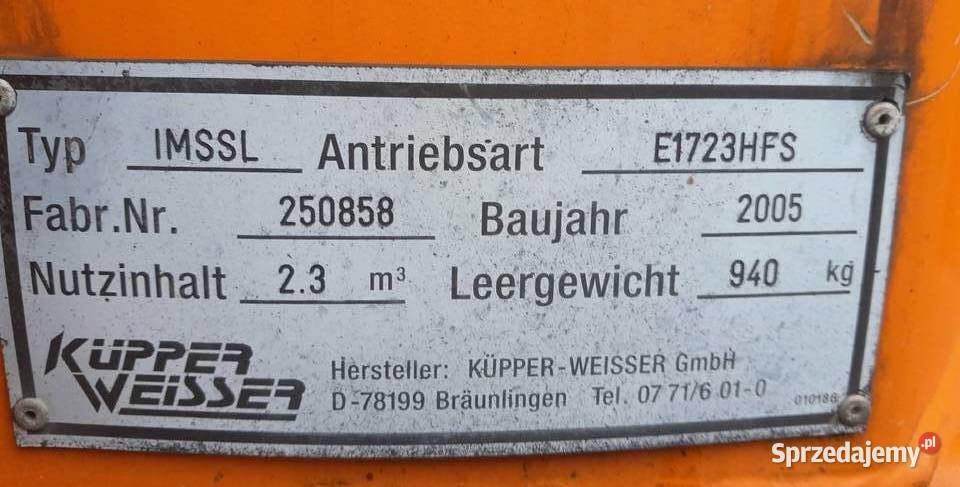 Typ IMSSL Antriebsart E1723HFS
Fabr.Nr. 250858 Baujahr 2005
Nutzinhalt 2.3 m³ Leergewicht 940 kg
KÜPPER
WEISSER
Hersteller: KÜPPER-WEISSER GmbH
D-78199 Bräunlingen Tel. 07 71/6 01-0
010186
Sprzedajemy.pl